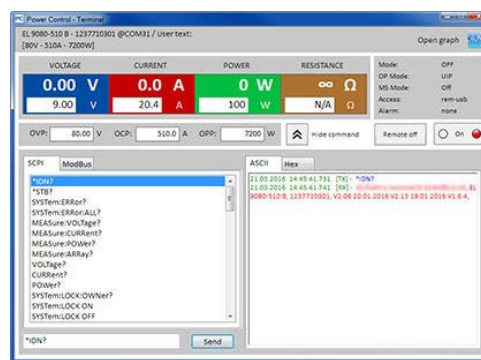 Power Control - Terminal
EL 9080-510 B - 1237710301 @COM31 / User text:
[80V - 510A - 7200W]
Open graph
VOLTAGE CURRENT POWER RESISTANCE
0.00 V 0.0 A 0 W ∞ Ω
9.00 V 20.4 A 100 W N/A Ω
Mode: OFF
OP Mode: UIP
MS Mode: Off
Access: rem-usb
Alarm: none
OVP: 80.00 V OCP: 510.0 A OPP: 7200 W Hide command Remote off On
SCPI ModBus
*IDN?
*STB?
SYSTem:ERRor?
SYSTem:ERRor:ALL?
MEASure:VOLTage?
MEASure:CURRent?
MEASure:POWer?
MEASure:ARRay?
VOLTage?
CURRent?
POWer?
SYSTem:LOCK:OWNer?
SYSTem:LOCK ON
SYSTem:LOCK OFF
*IDN? Send
ASCII Hex
21.03.2016 14:45:41.731 [TX] - *IDN?
21.03.2016 14:45:41.741 [RX] - , EL
9080-510 B, 1237710301, V2.06 20.01.2016 V2.13 19.01.2016 V1.6.4,